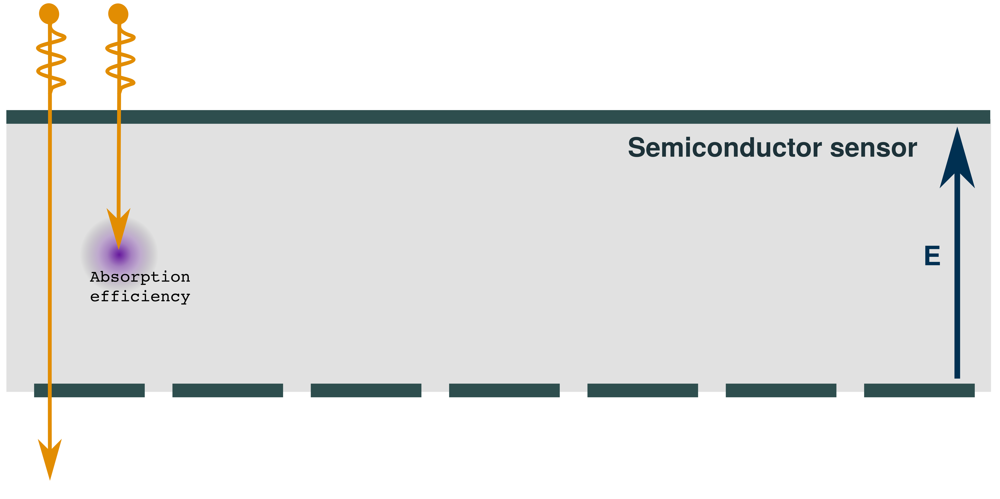 Semiconductor sensor
E
Absorption
efficiency